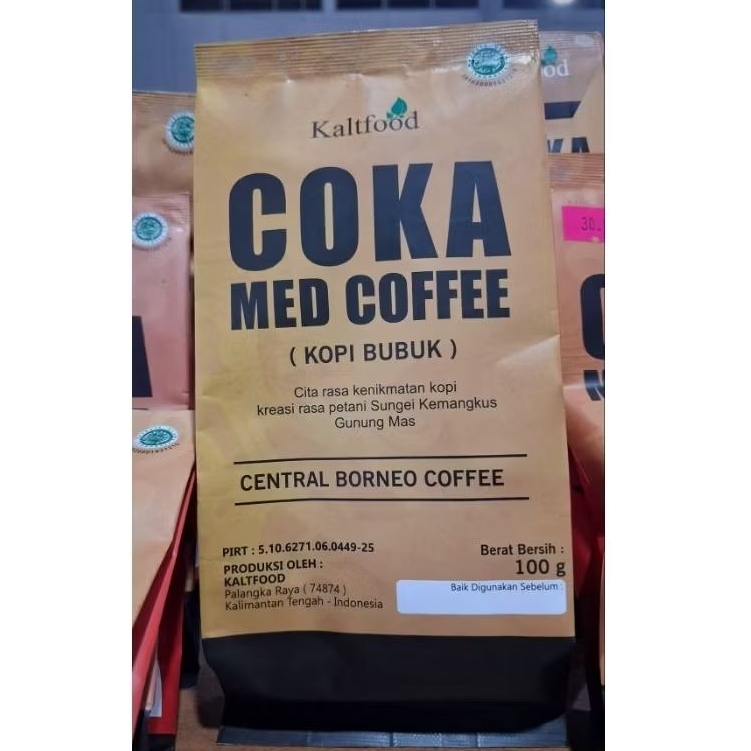 Kaltfood
COKA
MED COFFEE
( KOPI BUBUK )
Cita rasa kenikmatan kopi
kreasi rasa petani Sungei Kemangkus
Gunung Mas
CENTRAL BORNEO COFFEE
PIRT : 5.10.6271.06.0449-25
PRODUKSI OLEH :
KALTFOOD
Palangka Raya ( 74874 )
Kalimantan Tengah - Indonesia
Berat Bersih :
100 g
Baik Digunakan Sebelum :